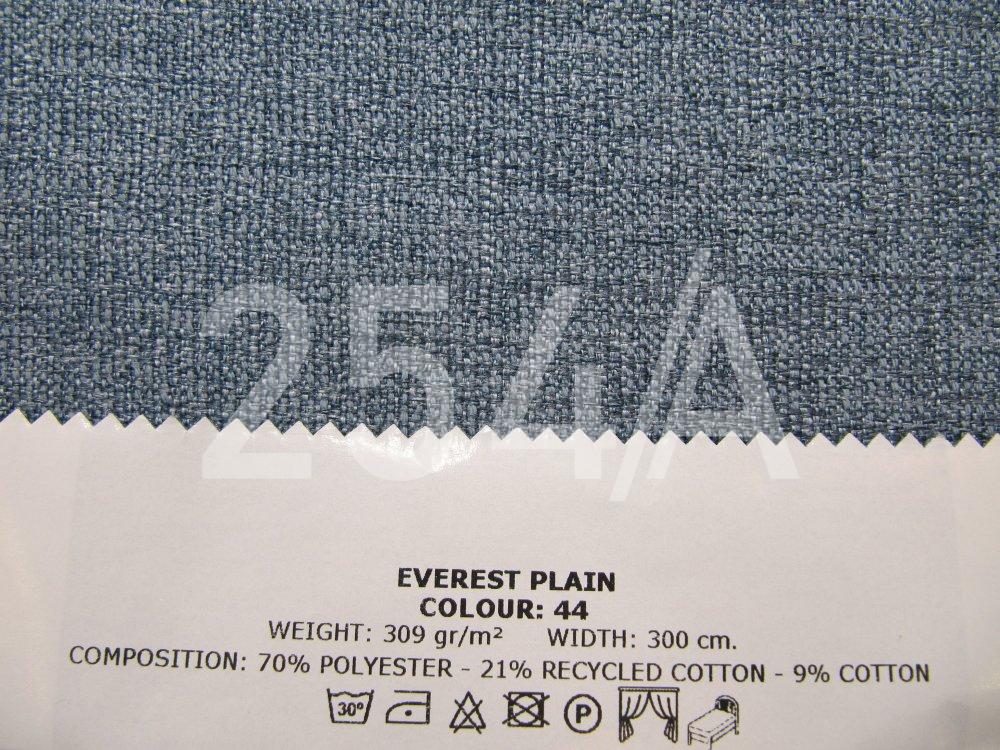 254/A
EVEREST PLAIN
COLOUR: 44
WEIGHT: 309 gr/m² WIDTH: 300 cm.
COMPOSITION: 70% POLYESTER - 21% RECYCLED COTTON - 9% COTTON
30° P